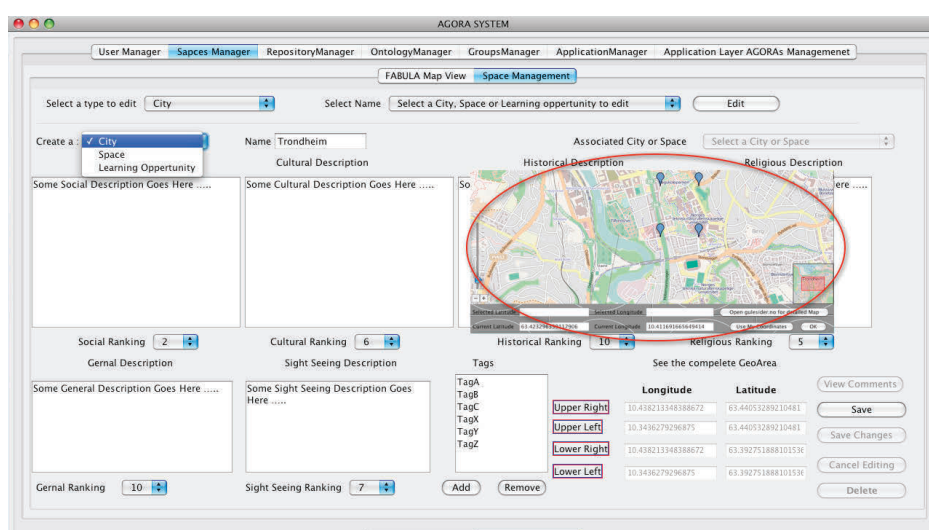 AGORA SYSTEM
User Manager Sapces Manager RepositoryManager OntologyManager GroupsManager ApplicationManager Application Layer AGORAs Managemenet
FABULA Map View Space Management
Select a type to edit City Select Name Select a City, Space or Learning oppertunity to edit Edit
Create a : ✓ City Name Trondheim Associated City or Space Select a City or Space
Space
Learning Oppertunity
Cultural Description Historical Description Religious Description
Some Social Description Goes Here ..... Some Cultural Description Goes Here ..... So ere .....
Selected Latitude Selected Longitude Open gulesider.no for detailed Map
Current Latitude Current Longitude 10.411691665649414 Use My Coordinates OK
Social Ranking 2 Cultural Ranking 6 Historical Ranking 10 Religious Ranking 5
Gernal Description Sight Seeing Description Tags See the compelete GeoArea
Some General Description Goes Here ..... Some Sight Seeing Description Goes
Here .....
TagA
TagB
TagC
TagX
TagY
TagZ
Longitude Latitude
Upper Right 10.438213348388672 63.44053289210481
Upper Left 10.3436279296875 63.44053289210481
Lower Right 10.438213348388672 63.392751888101536
Lower Left 10.3436279296875 63.392751888101536
View Comments
Save
Save Changes
Cancel Editing
Delete
Gernal Ranking 10 Sight Seeing Ranking 7 Add Remove